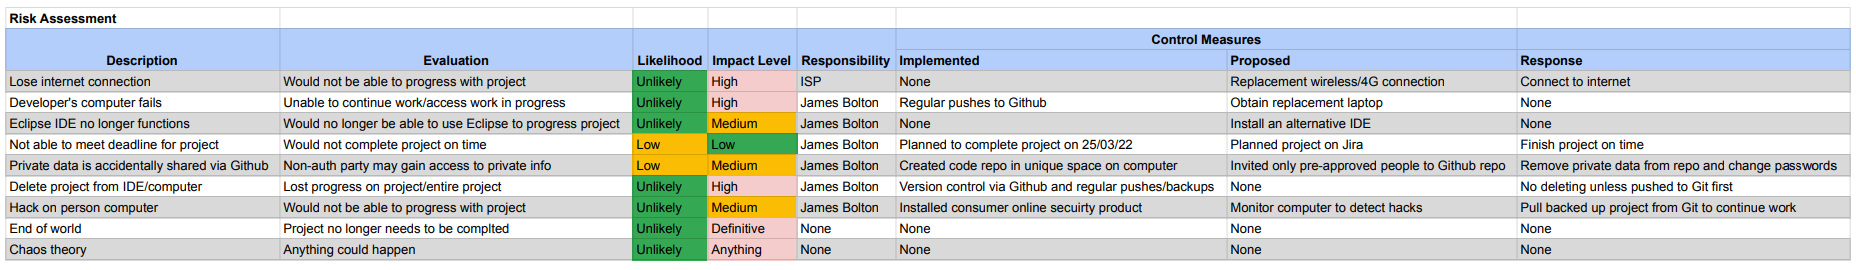 Risk Assessment
Control Measures
Description Evaluation Likelihood Impact Level Responsibility Implemented Proposed Response
Lose internet connection Would not be able to progress with project Unlikely High ISP None Replacement wireless/4G connection Connect to internet
Developer's computer fails Unable to continue work/access work in progress Unlikely High James Bolton Regular pushes to Github Obtain replacement laptop None
Eclipse IDE no longer functions Would no longer be able to use Eclipse to progress project Unlikely Medium James Bolton None Install an alternative IDE None
Not able to meet deadline for project Would not complete project on time Low Low James Bolton Planned to complete project on 25/03/22 Planned project on Jira Finish project on time
Private data is accidentally shared via Github Non-auth party may gain access to private info Low Medium James Bolton Created code repo in unique space on computer Invited only pre-approved people to Github repo Remove private data from repo and change passwords
Delete project from IDE/computer Lost progress on project/entire project Unlikely High James Bolton Version control via Github and regular pushes/backups None No deleting unless pushed to Git first
Hack on person computer Would not be able to progress with project Unlikely Medium James Bolton Installed consumer online secuirty product Monitor computer to detect hacks Pull backed up project from Git to continue work
End of world Project no longer needs to be complted Unlikely Definitive None None None None
Chaos theory Anything could happen Unlikely Anything None None None None